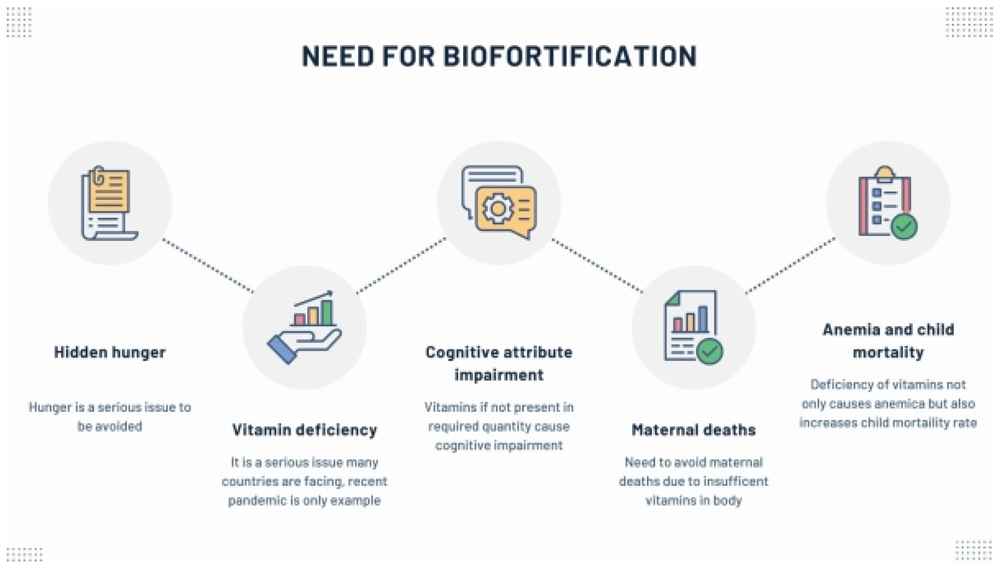 NEED FOR BIOFORTIFICATION
Hidden hunger
Hunger is a serious issue to
be avoided
Vitamin deficiency
It is a serious issue many
countries are facing, recent
pandemic is only example
Cognitive attribute
impairment
Vitamins if not present in
required quantity cause
cognitive impairment
Maternal deaths
Need to avoid maternal
deaths due to insufficent
vitamins in body
Anemia and child
mortality
Deficiency of vitamins not
only causes anemica but also
increases child mortaility rate